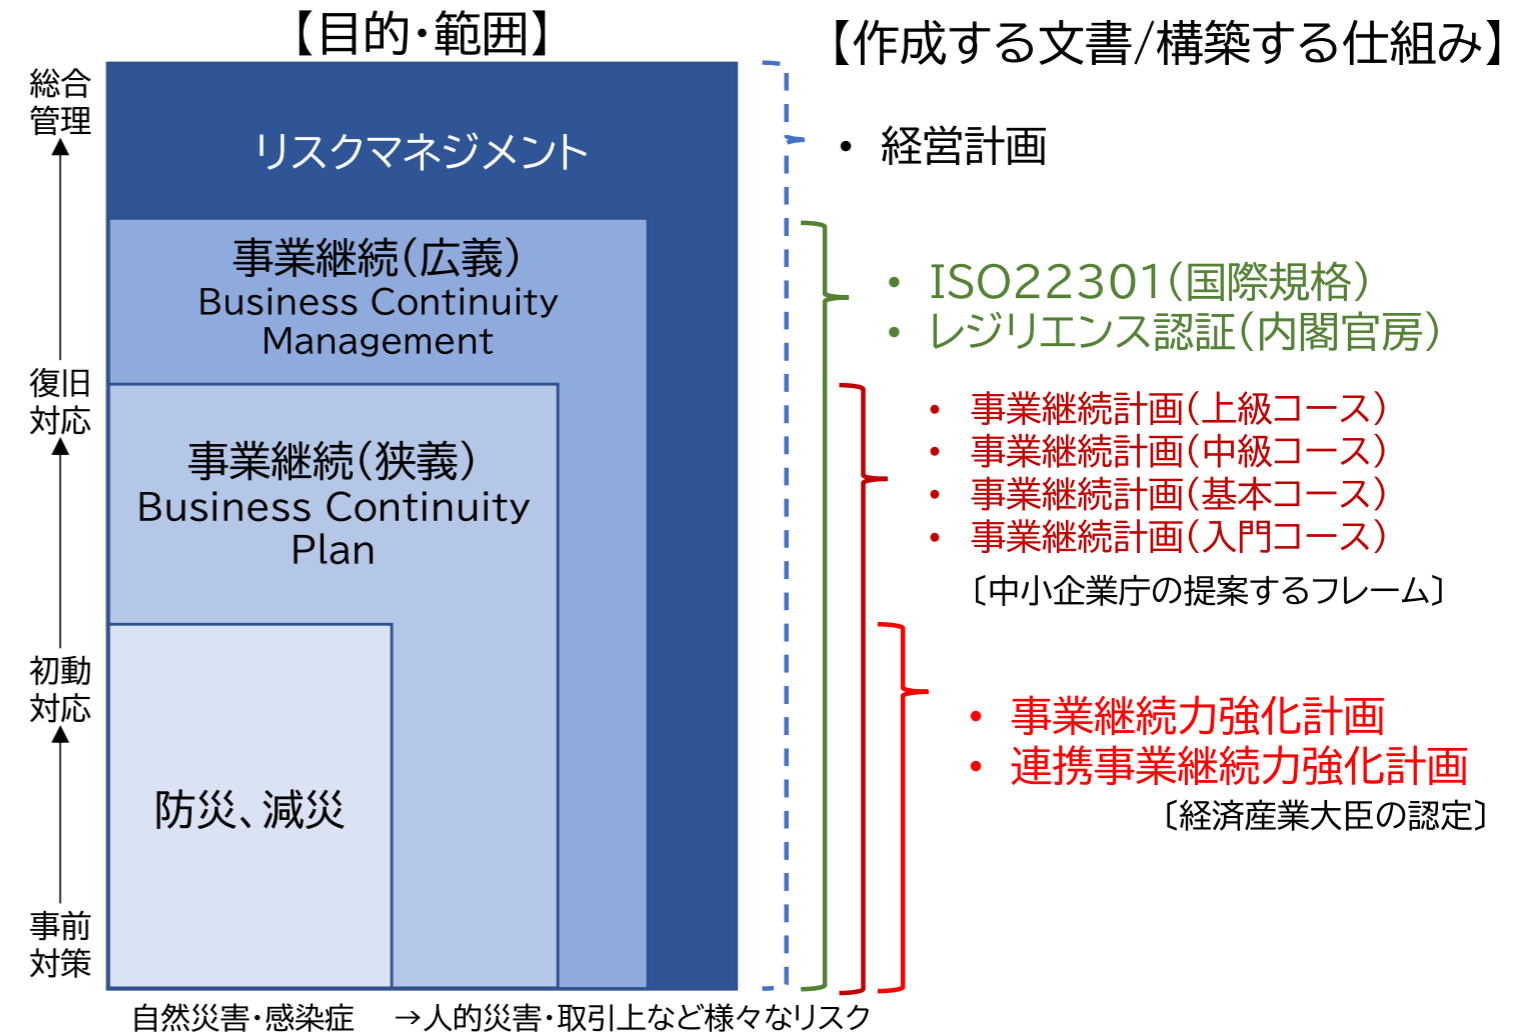 【目的・範囲】
【作成する文書/構築する仕組み】
総合
管理
復旧
対応
初動
対応
事前
対策
リスクマネジメント
事業継続(広義)
Business Continuity
Management
事業継続(狭義)
Business Continuity
Plan
防災、減災
自然災害・感染症 →人的災害・取引上など様々なリスク
• 経営計画
• ISO22301(国際規格)
• レジリエンス認証(内閣官房)
• 事業継続計画(上級コース)
• 事業継続計画(中級コース)
• 事業継続計画(基本コース)
• 事業継続計画(入門コース)
〔中小企業庁の提案するフレーム〕
• 事業継続力強化計画
• 連携事業継続力強化計画
〔経済産業大臣の認定〕